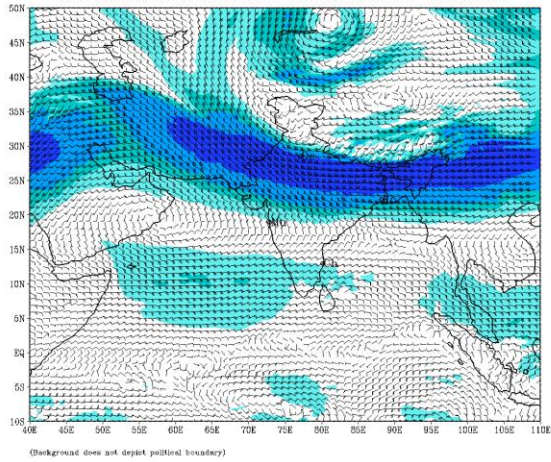 50N
45N
40N
35N
30N
25N
20N
15N
10N
5N
EQ
5S
10S
40E 45E 50E 55E 60E 65E 70E 75E 80E 85E 90E 95E 100E 105E 110E
(Background does not depict political boundary)